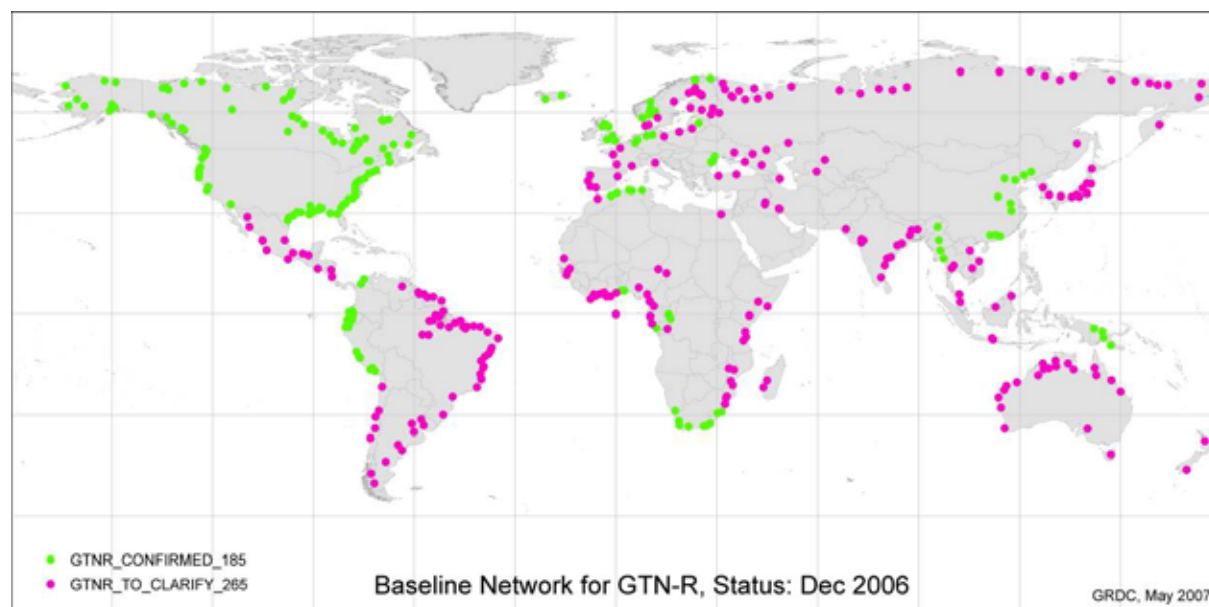 GTNR_CONFIRMED_185
GTNR_TO_CLARIFY_265
Baseline Network for GTN-R, Status: Dec 2006
GRDC, May 2007